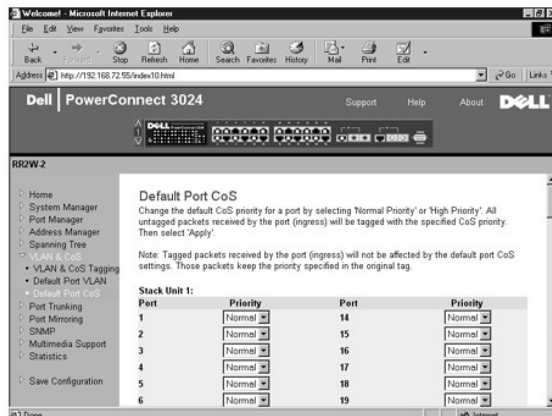 Welcome! - Microsoft Internet Explorer
File Edit View Favorites Tools Help
Back Forward Stop Refresh Home Search Favorites History Mail Print Edit
Address http://192.168.72.55/index10.html Go Links
Dell | PowerConnect 3024
Support Help About DELL
DELL
RR2W-2
Home
System Manager
Port Manager
Address Manager
Spanning Tree
VLAN & CoS
• VLAN & CoS Tagging
• Default Port VLAN
• Default Port CoS
Port Trunking
Port Mirroring
SNMP
Multimedia Support
Statistics
Save Configuration
Default Port CoS
Change the default CoS priority for a port by selecting 'Normal Priority' or 'High Priority'. All
untagged packets received by the port (ingress) will be tagged with the specified CoS priority.
Then select 'Apply'.
Note: Tagged packets received by the port (ingress) will not be affected by the default port CoS
settings. Those packets keep the priority specified in the original tag.
Stack Unit 1:
Port Priority Port Priority
1 Normal 14 Normal
2 Normal 15 Normal
3 Normal 16 Normal
4 Normal 17 Normal
5 Normal 18 Normal
6 Normal 19 Normal
Done Internet